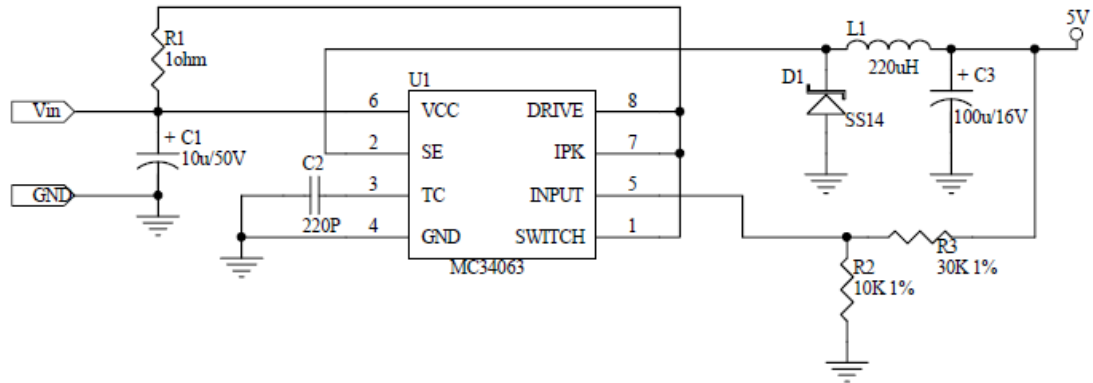 R1
1ohm
Vin
+ C1
10u/50V
GND
C2
220P
U1
6 VCC DRIVE 8
2 SE IPK 7
3 TC INPUT 5
4 GND SWITCH 1
MC34063
L1
220uH
D1
SS14
+ C3
100u/16V
5V
R2
10K 1%
R3
30K 1%